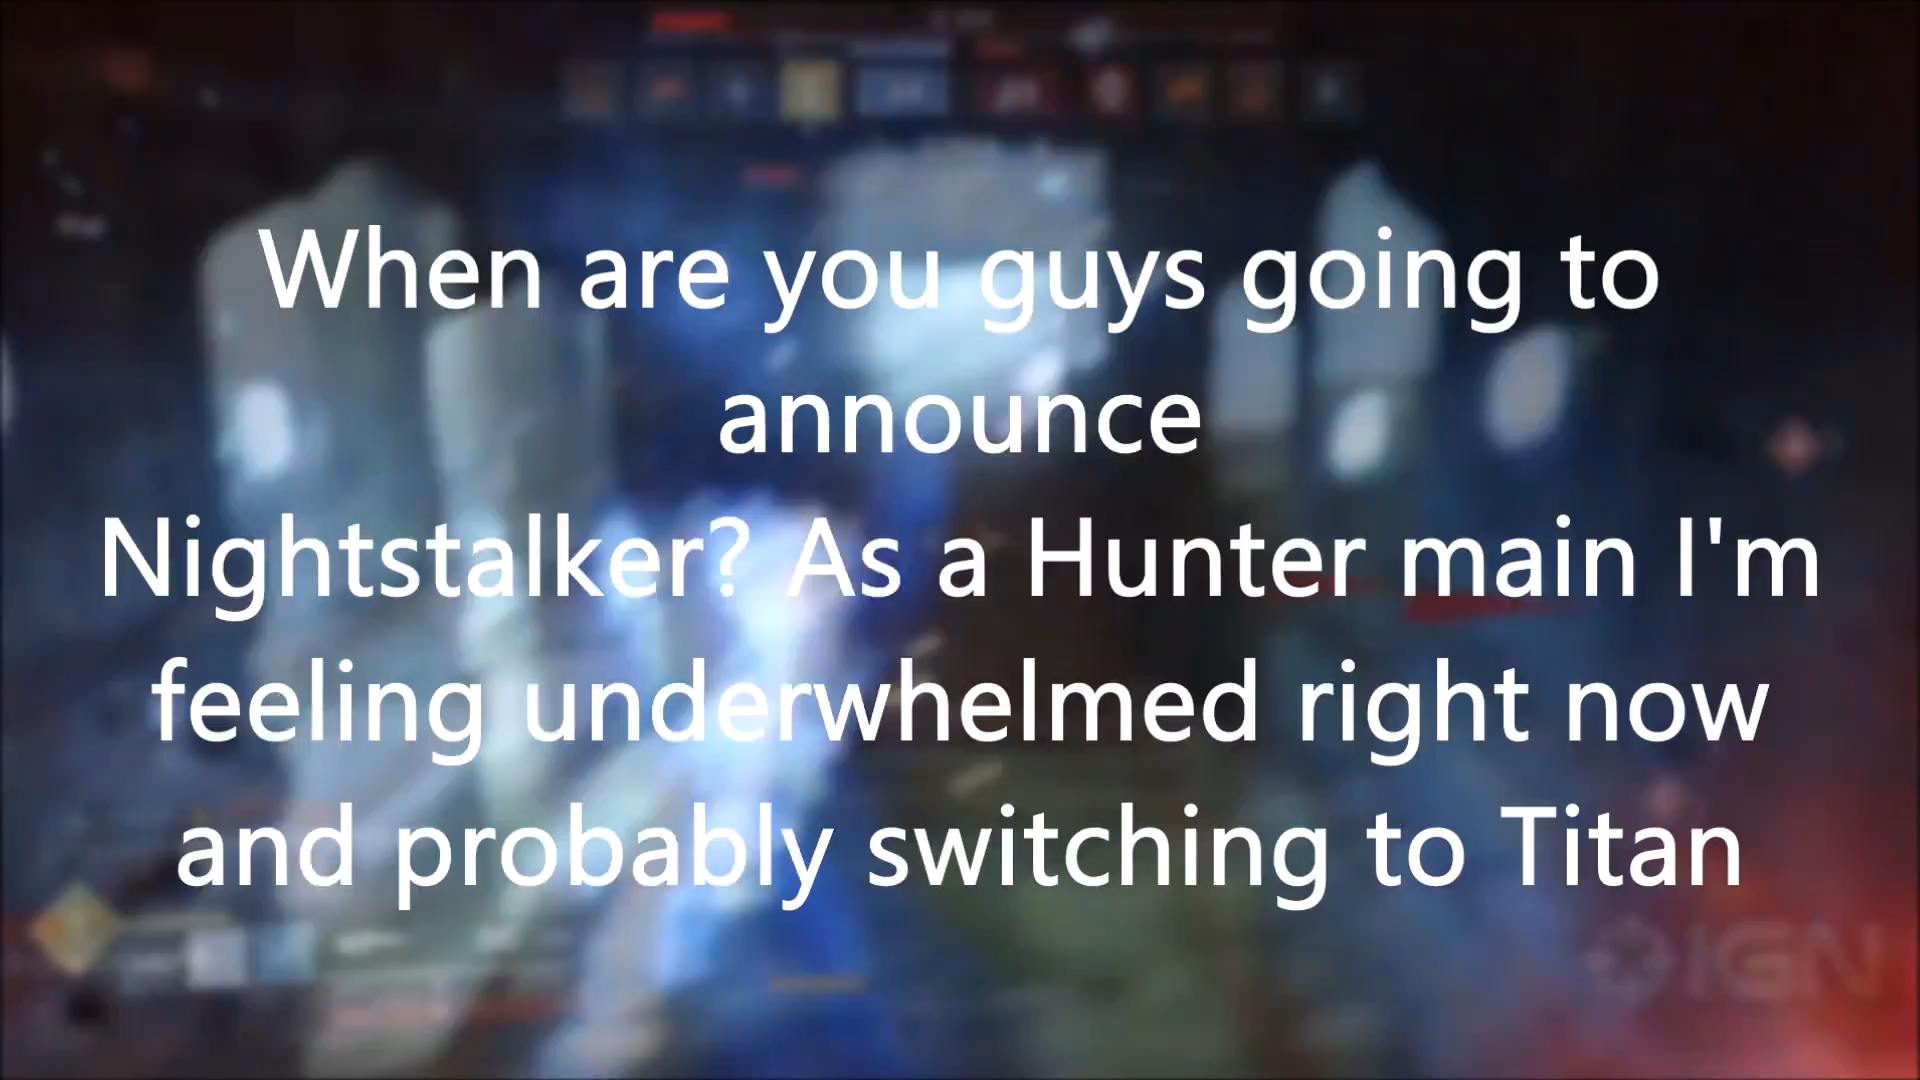 When are you guys going to
announce
Nightstalker? As a Hunter main I'm
feeling underwhelmed right now
and probably switching to Titan
IGN